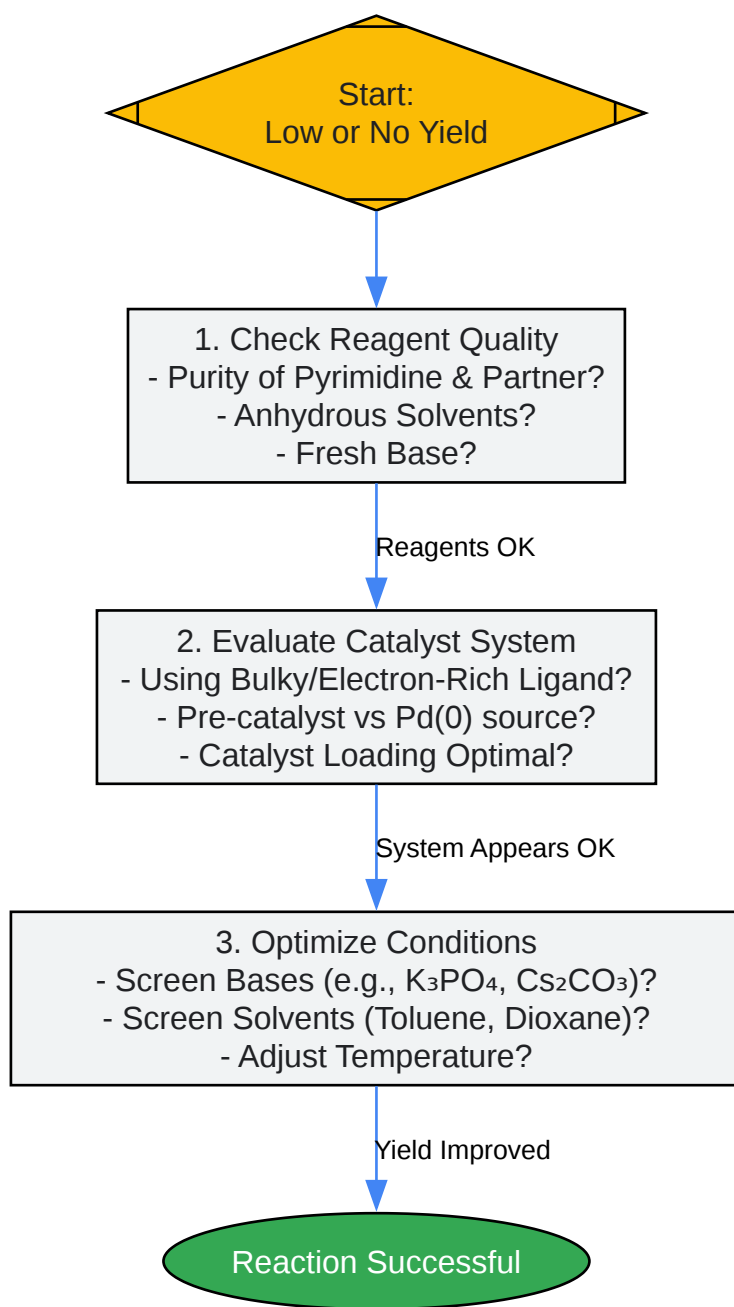 Start:
Low or No Yield
1. Check Reagent Quality
- Purity of Pyrimidine & Partner?
- Anhydrous Solvents?
- Fresh Base?
Reagents OK
2. Evaluate Catalyst System
- Using Bulky/Electron-Rich Ligand?
- Pre-catalyst vs Pd(0) source?
- Catalyst Loading Optimal?
System Appears OK
3. Optimize Conditions
- Screen Bases (e.g., K₃PO₄, Cs₂CO₃)?
- Screen Solvents (Toluene, Dioxane)?
- Adjust Temperature?
Yield Improved
Reaction Successful